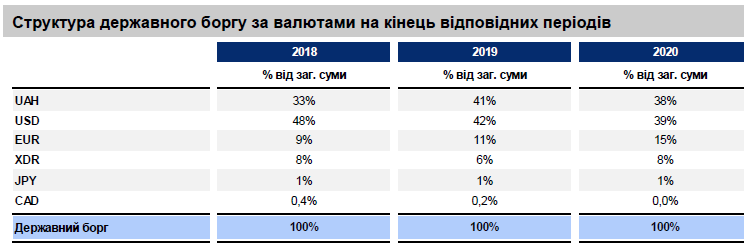 Структура державного боргу за валютами на кінець відповідних періодів
2018 2019 2020
% від заг. суми % від заг. суми % від заг. суми
UAH 33% 41% 38%
USD 48% 42% 39%
EUR 9% 11% 15%
XDR 8% 6% 8%
JPY 1% 1% 1%
CAD 0,4% 0,2% 0,0%
Державний борг 100% 100% 100%